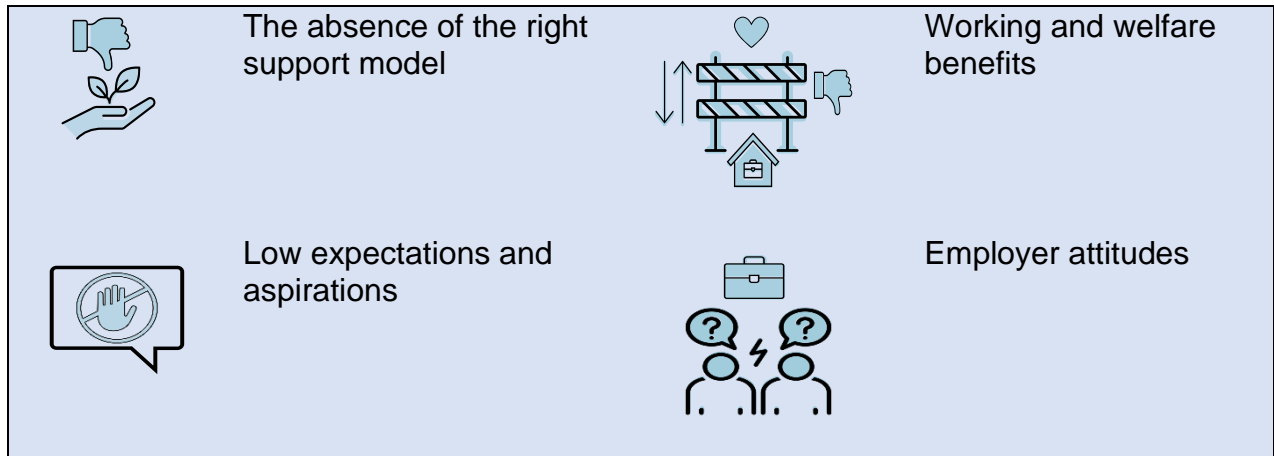 The absence of the right
support model
Working and welfare
benefits
Low expectations and
aspirations
Employer attitudes
? ?